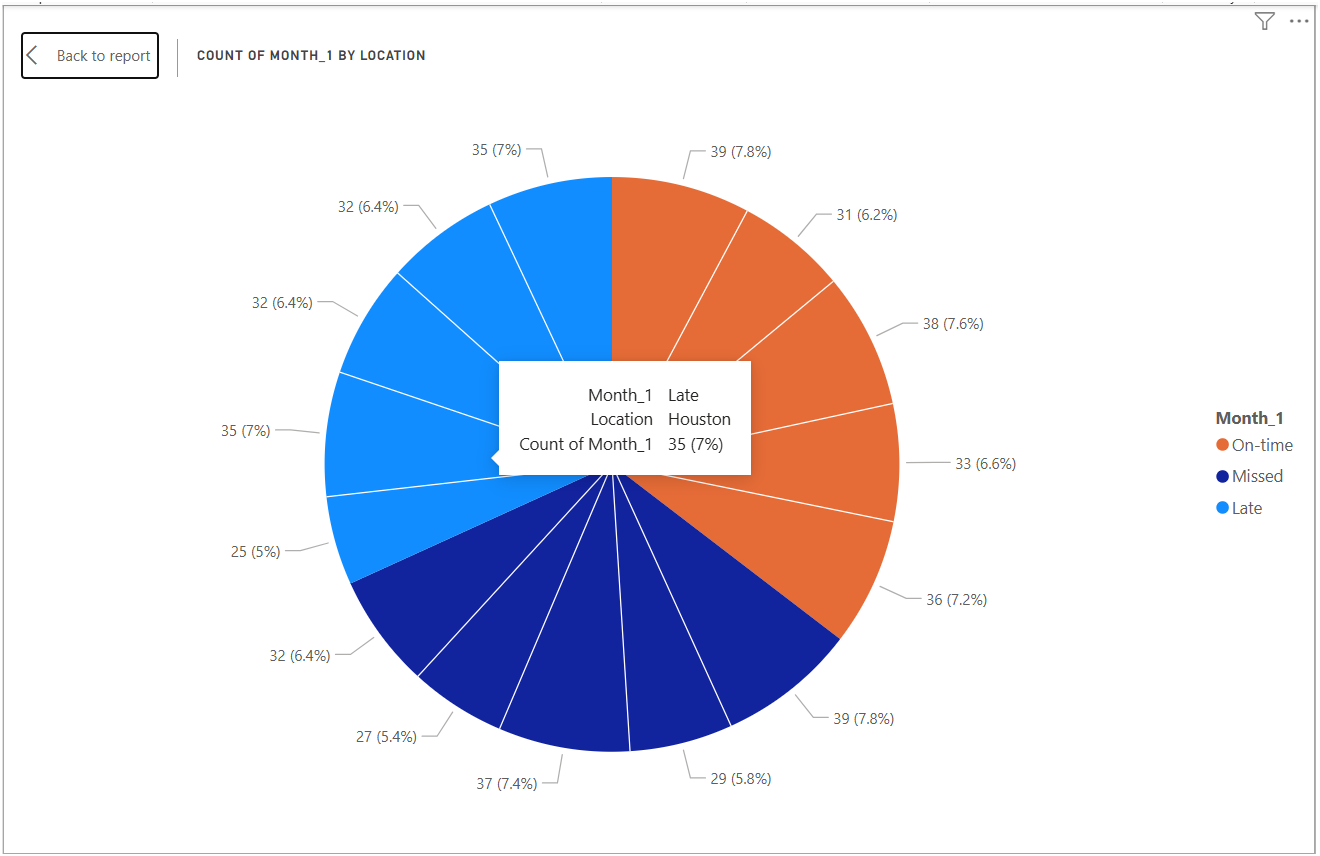 Back to report
COUNT OF MONTH_1 BY LOCATION
35 (7%)
39 (7.8%)
32 (6.4%)
31 (6.2%)
32 (6.4%)
38 (7.6%)
Month_1 Late
Location Houston
Count of Month_1 35 (7%)
35 (7%)
33 (6.6%)
25 (5%)
36 (7.2%)
32 (6.4%)
39 (7.8%)
27 (5.4%)
37 (7.4%)
29 (5.8%)
Month_1
On-time
Missed
Late